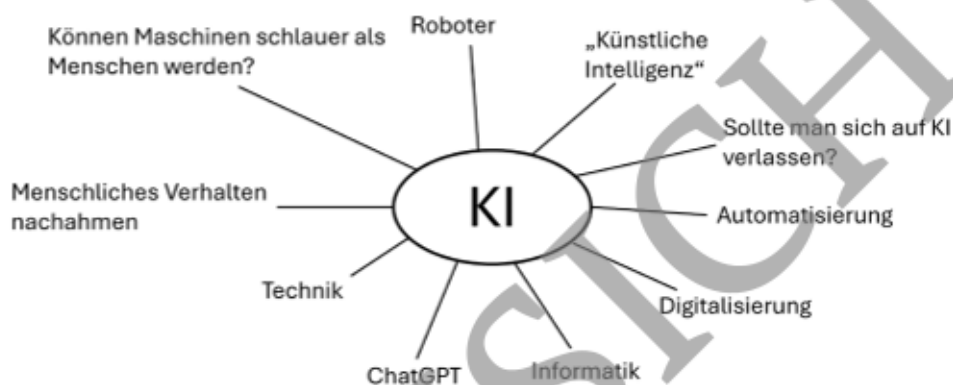 Roboter
Können Maschinen schlauer als
Menschen werden?
„Künstliche
Intelligenz“
Sollte man sich auf KI
verlassen?
Menschliches Verhalten
nachahmen
KI
Automatisierung
Technik
Digitalisierung
ChatGPT
Informatik
SICH